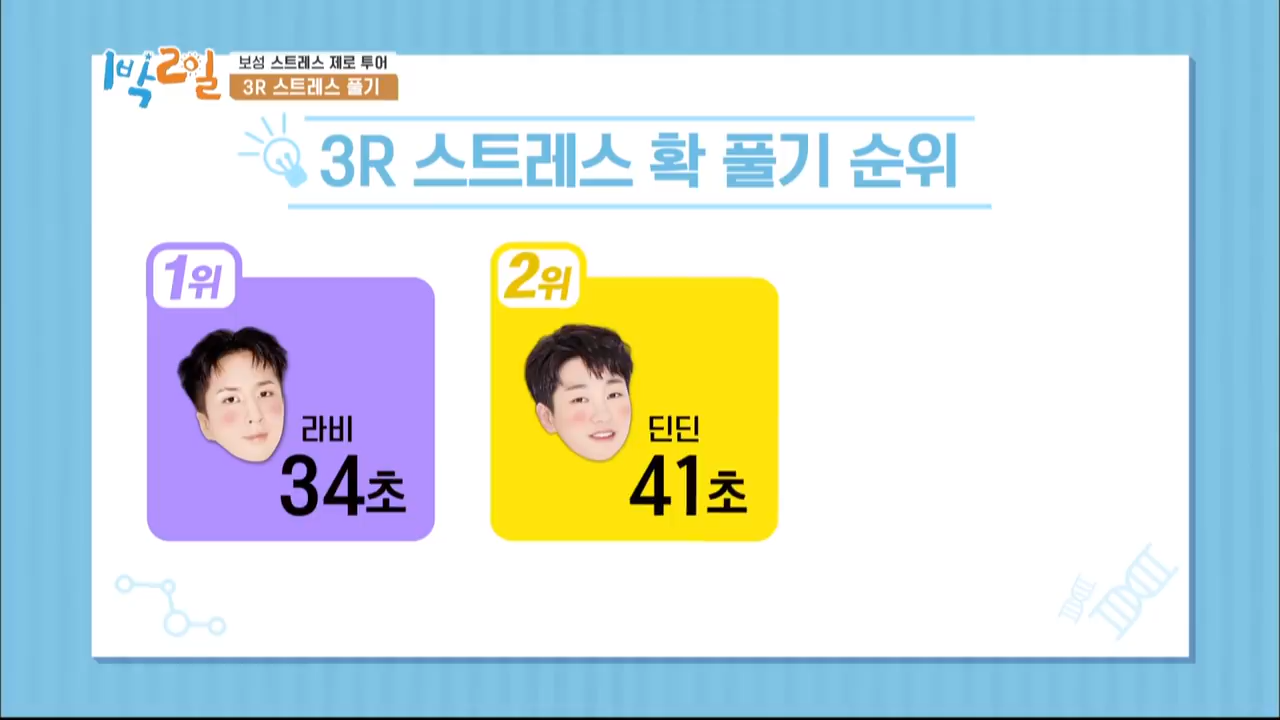 1박2일
보성 스트레스 제로 투어
3R 스트레스 풀기
3R 스트레스 확 풀기 순위
1위
라비
34초
2위
딘딘
41초